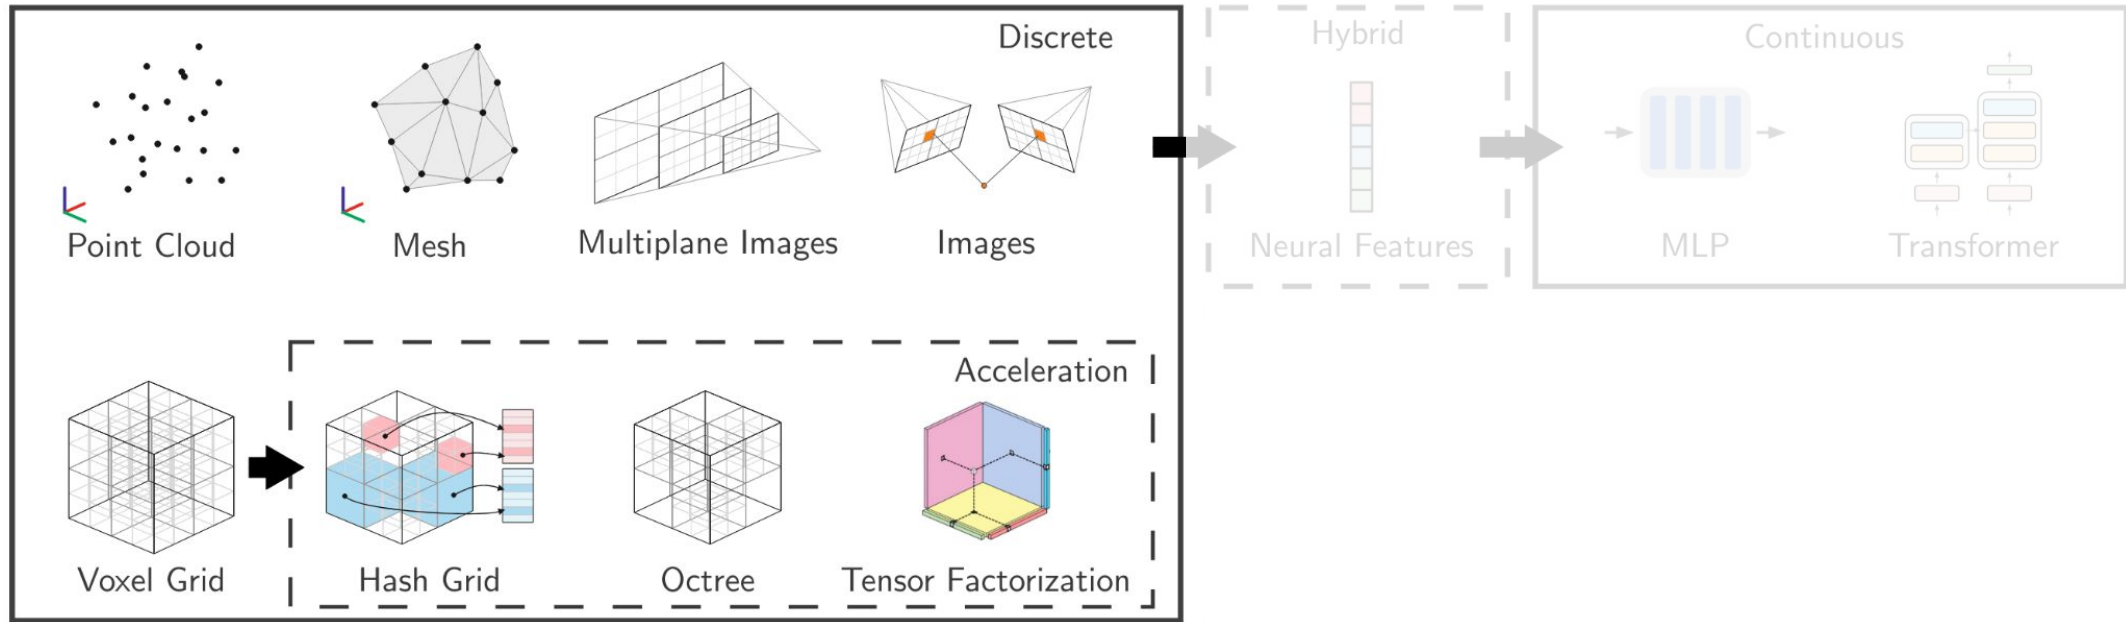 Discrete
Point Cloud
Mesh
Multiplane Images
Images
Hybrid
Neural Features
Continuous
MLP
Transformer
Acceleration
Voxel Grid
Hash Grid
Octree
Tensor Factorization